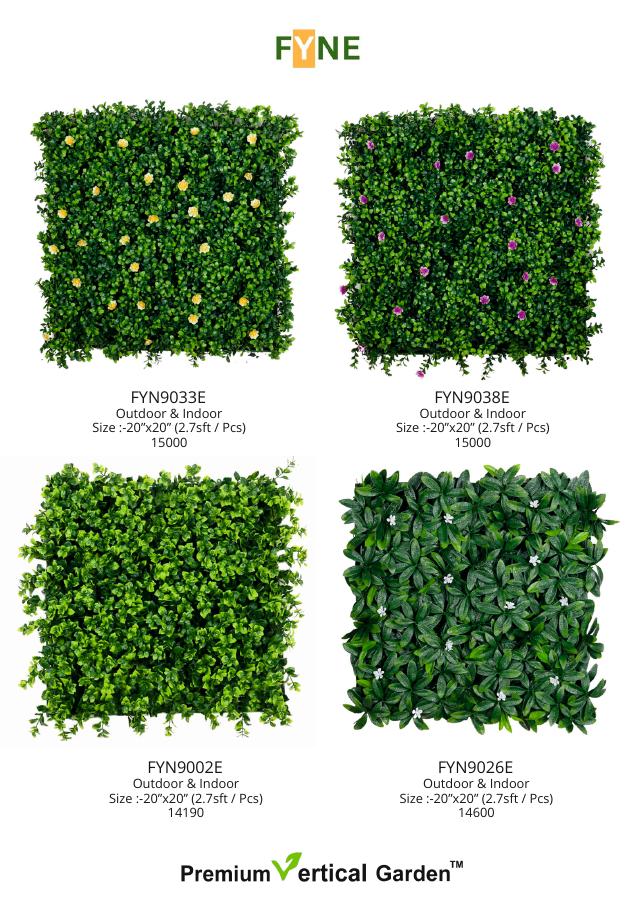 FYNE
FYN9033E
Outdoor & Indoor
Size :-20”x20” (2.7sft / Pcs)
15000
FYN9038E
Outdoor & Indoor
Size :-20”x20” (2.7sft / Pcs)
15000
FYN9002E
Outdoor & Indoor
Size :-20”x20” (2.7sft / Pcs)
14190
FYN9026E
Outdoor & Indoor
Size :-20”x20” (2.7sft / Pcs)
14600
Premium Vertical Garden™